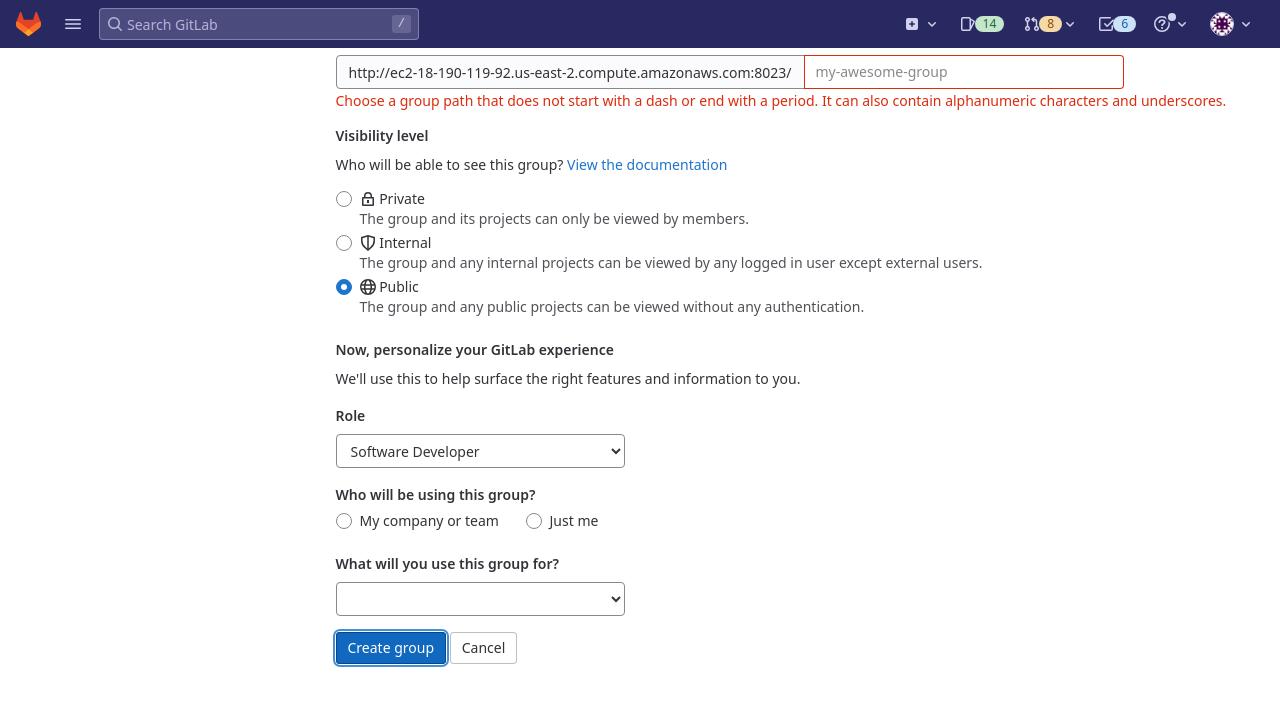 Search GitLab
/
14
8
6
http://ec2-18-190-119-92.us-east-2.compute.amazonaws.com:8023/
my-awesome-group
Choose a group path that does not start with a dash or end with a period. It can also contain alphanumeric characters and underscores.
Visibility level
Who will be able to see this group? View the documentation
Private
The group and its projects can only be viewed by members.
Internal
The group and any internal projects can be viewed by any logged in user except external users.
Public
The group and any public projects can be viewed without any authentication.
Now, personalize your GitLab experience
We'll use this to help surface the right features and information to you.
Role
Software Developer
Who will be using this group?
My company or team
Just me
What will you use this group for?
Create group
Cancel